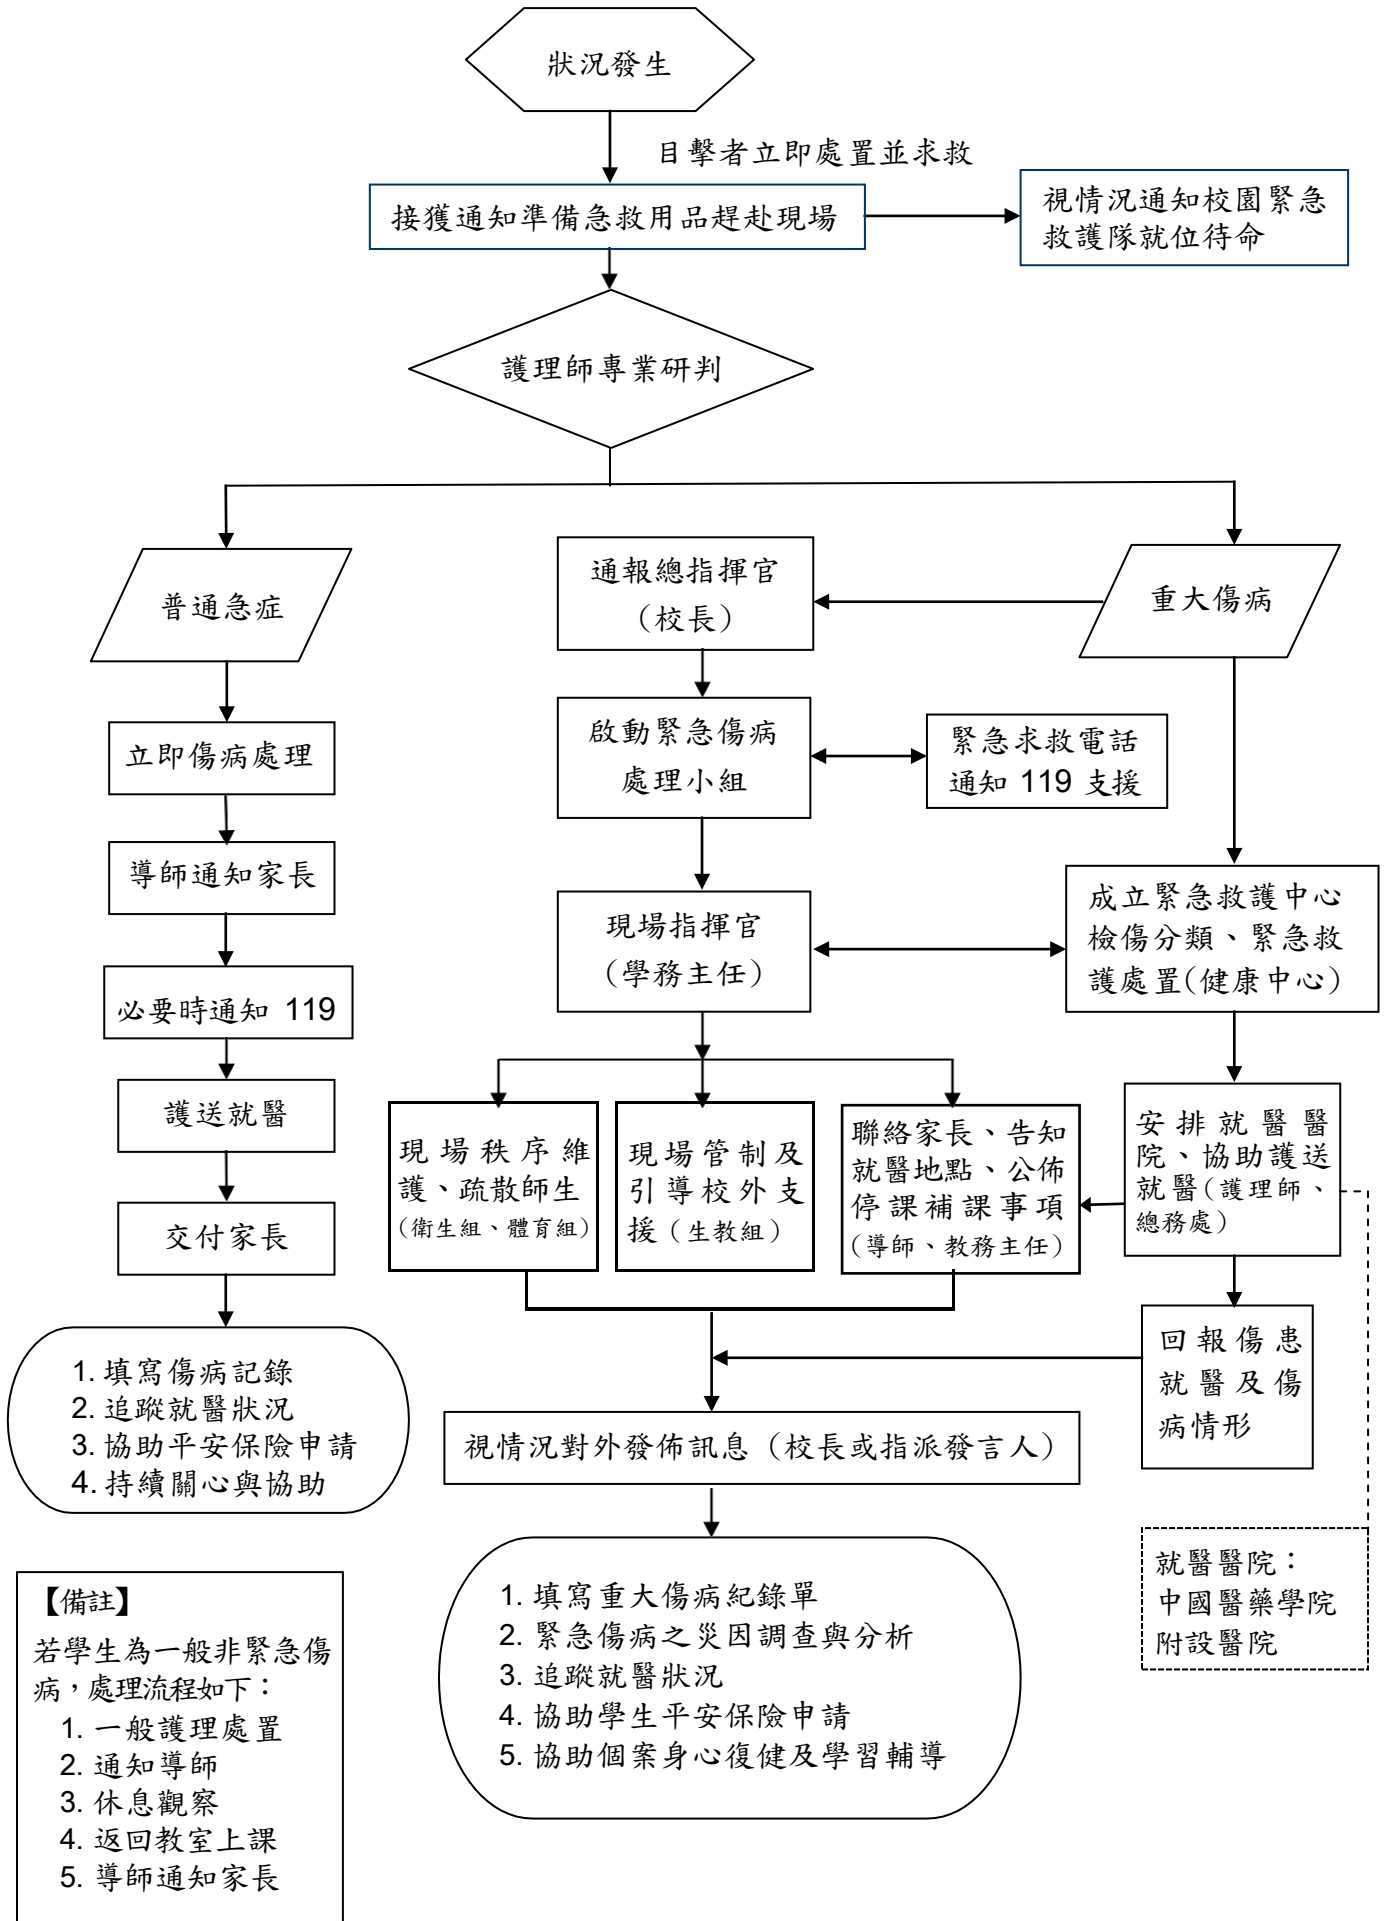 狀況發生
目擊者立即處置並求救
接獲通知準備急救用品趕赴現場
視情況通知校園緊急
救護隊就位待命
護理師專業研判
普通急症
通報總指揮官
（校長）
重大傷病
立即傷病處理
啟動緊急傷病
處理小組
緊急求救電話
通知 119 支援
導師通知家長
現場指揮官
（學務主任）
成立緊急救護中心
檢傷分類、緊急救
護處置(健康中心)
必要時通知 119
護送就醫
現場秩序維
護、疏散師生
(衛生組、體育組)
現場管制及
引導校外支
援（生教組）
聯絡家長、告知
就醫地點、公佈
停課補課事項
(導師、教務主任)
安排就醫醫
院、協助護送
就醫(護理師、
總務處)
交付家長
回報傷患
就醫及傷
病情形
1. 填寫傷病記錄
2. 追蹤就醫狀況
3. 協助平安保險申請
4. 持續關心與協助
視情況對外發佈訊息（校長或指派發言人）
就醫醫院：
中國醫藥學院
附設醫院
1. 填寫重大傷病紀錄單
2. 緊急傷病之災因調查與分析
3. 追蹤就醫狀況
4. 協助學生平安保險申請
5. 協助個案身心復健及學習輔導
【備註】
若學生為一般非緊急傷
病，處理流程如下：
1. 一般護理處置
2. 通知導師
3. 休息觀察
4. 返回教室上課
5. 導師通知家長